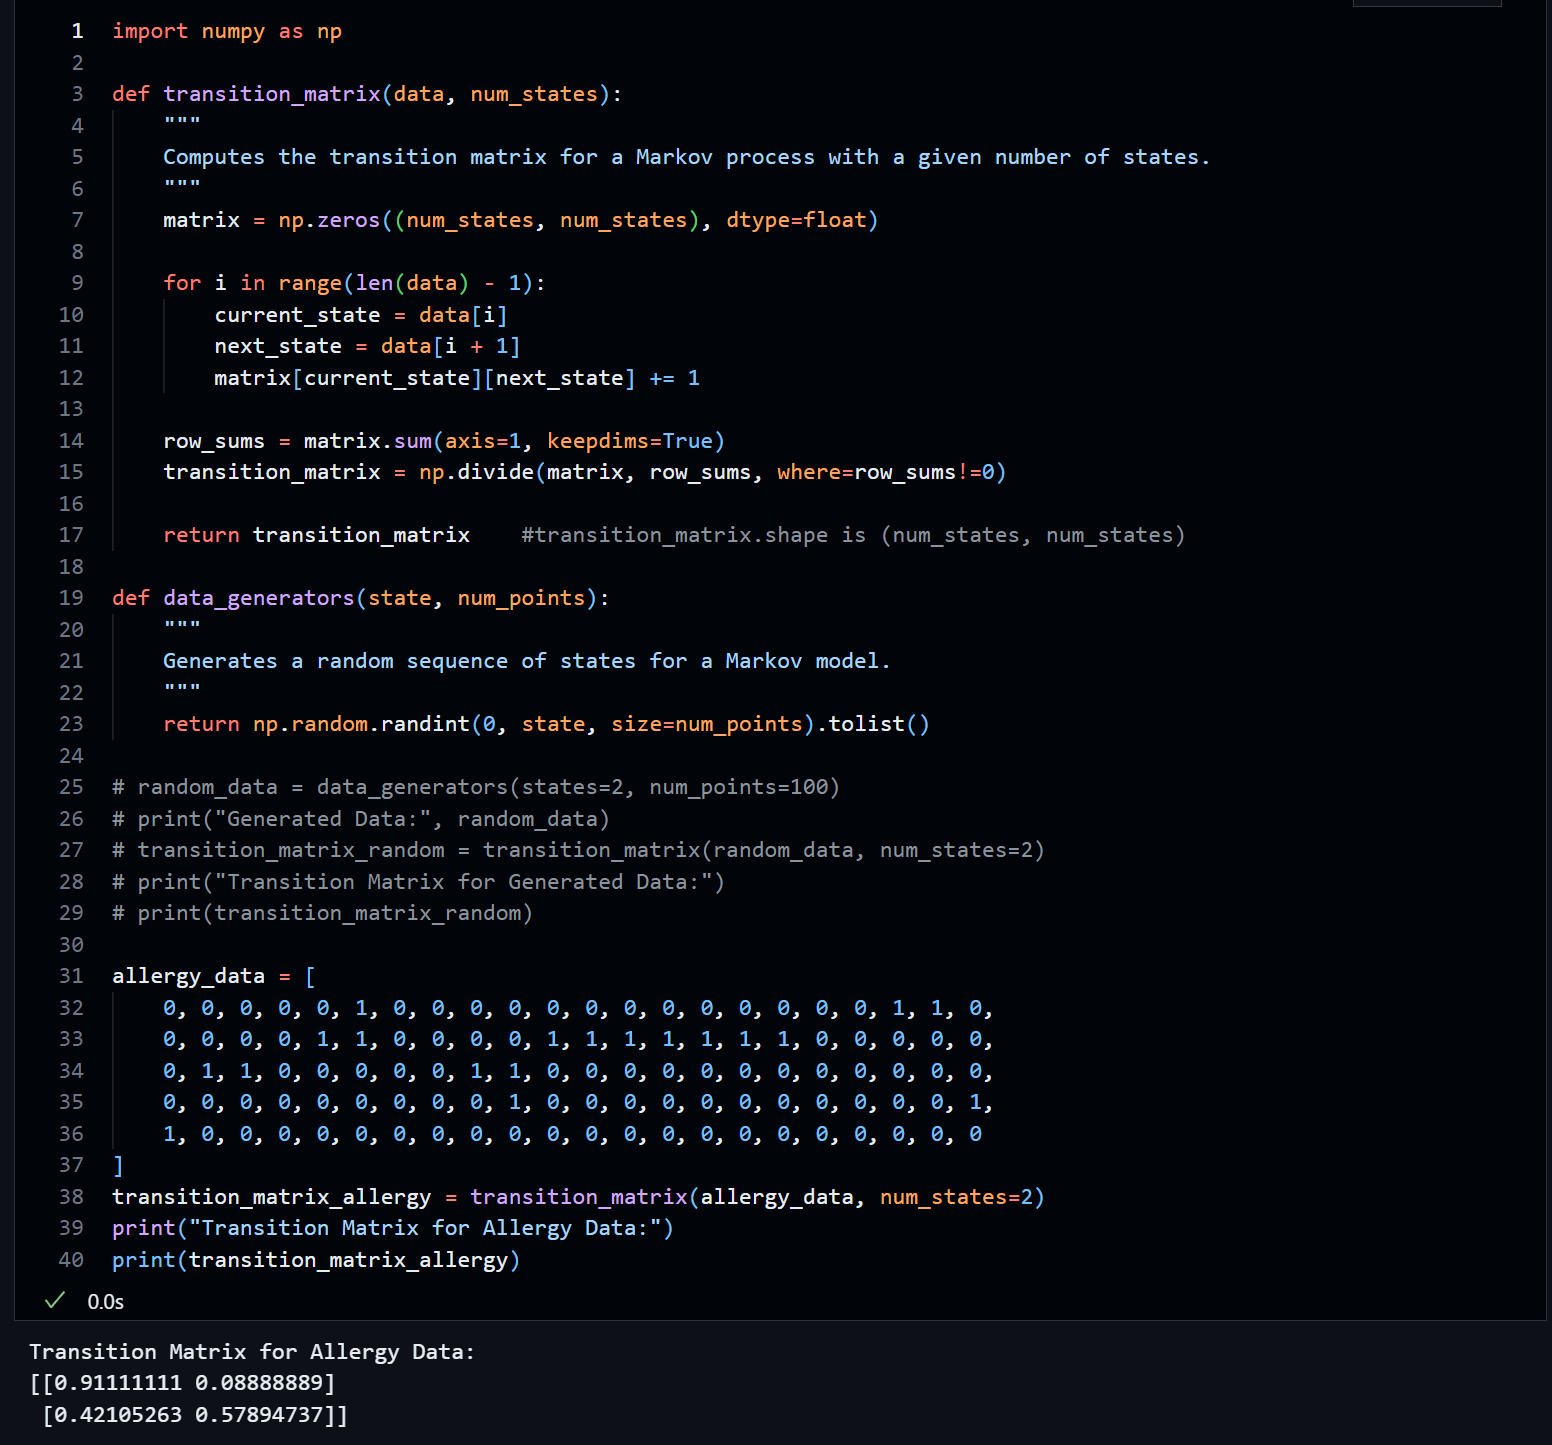 1 import numpy as np
2
3 def transition_matrix(data, num_states):
4     """
5     Computes the transition matrix for a Markov process with a given number of states.
6     """
7     matrix = np.zeros((num_states, num_states), dtype=float)
8
9     for i in range(len(data) - 1):
10         current_state = data[i]
11         next_state = data[i + 1]
12         matrix[current_state][next_state] += 1
13
14     row_sums = matrix.sum(axis=1, keepdims=True)
15     transition_matrix = np.divide(matrix, row_sums, where=row_sums!=0)
16
17     return transition_matrix    #transition_matrix.shape is (num_states, num_states)
18
19 def data_generators(state, num_points):
20     """
21     Generates a random sequence of states for a Markov model.
22     """
23     return np.random.randint(0, state, size=num_points).tolist()
24
25 # random_data = data_generators(states=2, num_points=100)
26 # print("Generated Data:", random_data)
27 # transition_matrix_random = transition_matrix(random_data, num_states=2)
28 # print("Transition Matrix for Generated Data:")
29 # print(transition_matrix_random)
30
31 allergy_data = [
32     0, 0, 0, 0, 0, 1, 0, 0, 0, 0, 0, 0, 0, 0, 0, 0, 0, 0, 0, 1, 1, 0,
33     0, 0, 0, 0, 1, 1, 0, 0, 0, 0, 1, 1, 1, 1, 1, 1, 1, 0, 0, 0, 0, 0,
34     0, 1, 1, 0, 0, 0, 0, 0, 1, 1, 0, 0, 0, 0, 0, 0, 0, 0, 0, 0, 0, 0,
35     0, 0, 0, 0, 0, 0, 0, 0, 0, 1, 0, 0, 0, 0, 0, 0, 0, 0, 0, 0, 0, 1,
36     1, 0, 0, 0, 0, 0, 0, 0, 0, 0, 0, 0, 0, 0, 0, 0, 0, 0, 0, 0, 0, 0
37 ]
38 transition_matrix_allergy = transition_matrix(allergy_data, num_states=2)
39 print("Transition Matrix for Allergy Data:")
40 print(transition_matrix_allergy)
0.0s
Transition Matrix for Allergy Data:
[[0.91111111 0.08888889]
 [0.42105263 0.57894737]]